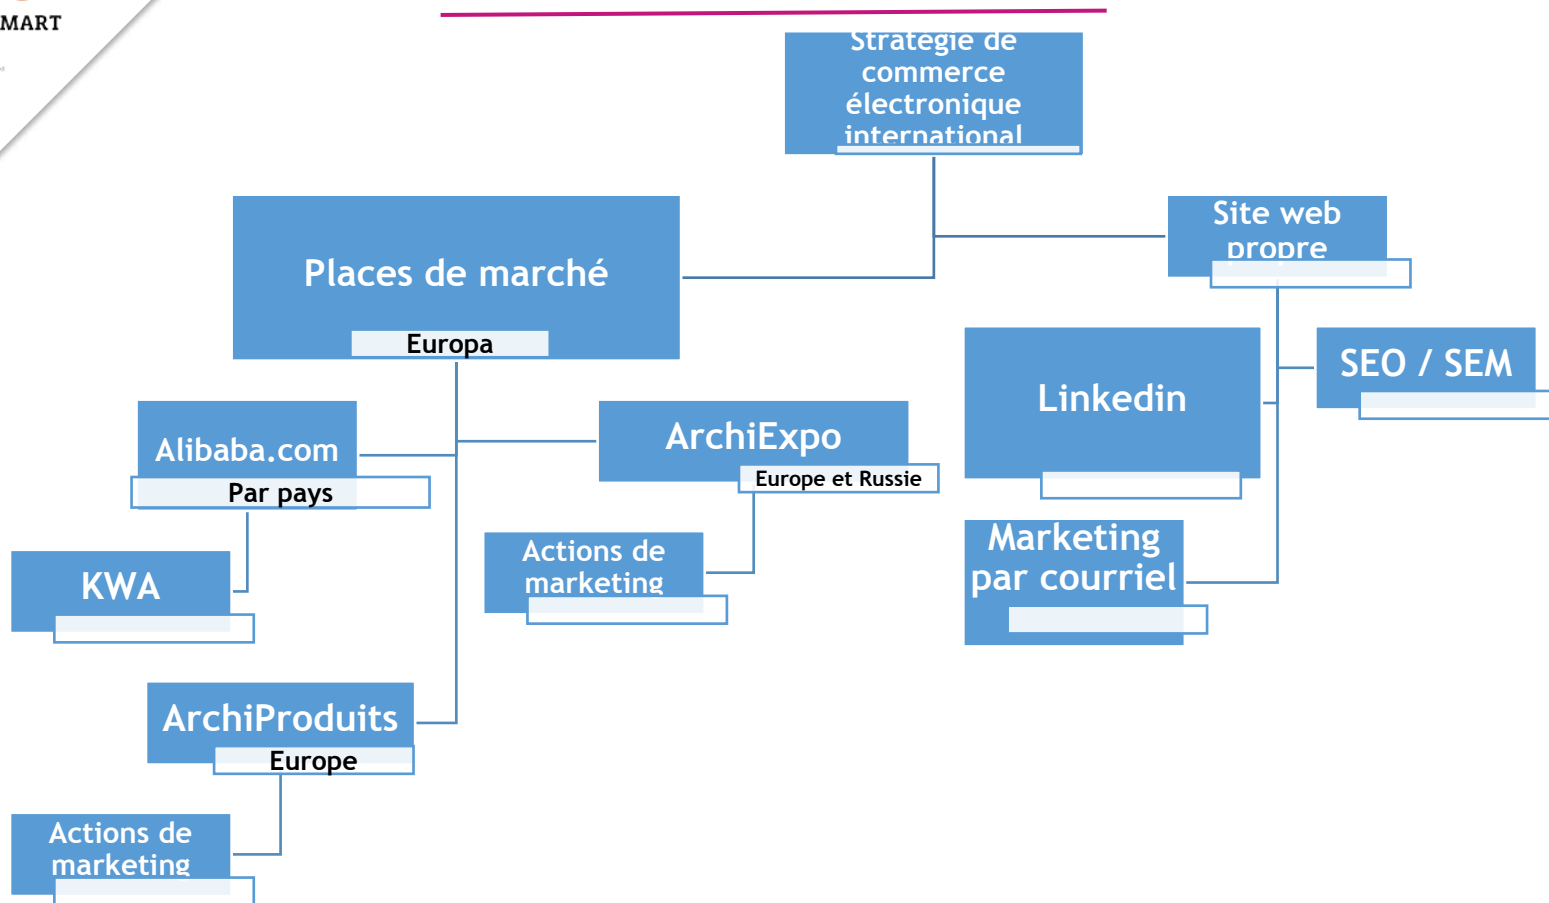 MART
Stratégie de
commerce
électronique
international
Places de marché
Europa
Site web
propre
Alibaba.com
Par pays
ArchiExpo
Europe et Russie
Linkedin
SEO / SEM
KWA
Actions de
marketing
Marketing
par courriel
ArchiProduits
Europe
Actions de
marketing